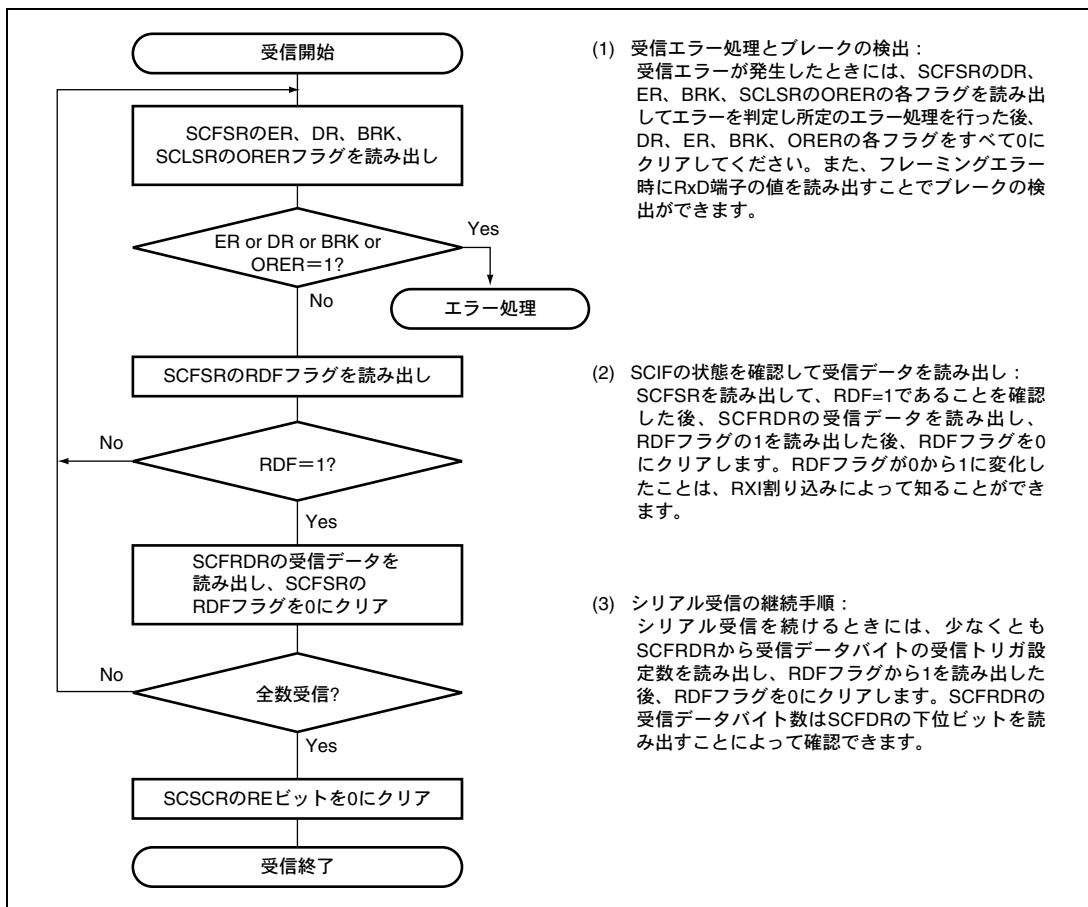 受信開始
SCFSRのER、DR、BRK、
SCLSRのORERフラグを読み出し
ER or DR or BRK or
ORER＝1?
Yes
No
エラー処理
SCFSRのRDFフラグを読み出し
No
RDF＝1?
Yes
SCFRDRの受信データを
読み出し、SCFSRの
RDFフラグを0にクリア
No
全数受信?
Yes
SCSCRのREビットを0にクリア
受信終了
(1) 受信エラー処理とブレークの検出：
受信エラーが発生したときには、SCFSRのDR、
ER、BRK、SCLSRのORERの各フラグを読み出
してエラーを判定し所定のエラー処理を行った後、
DR、ER、BRK、ORERの各フラグをすべて0に
クリアしてください。また、フレーミングエラー
時にRxD端子の値を読み出すことでブレークの検
出ができます。
(2) SCIFの状態を確認して受信データを読み出し：
SCFSRを読み出して、RDF=1であることを確認
した後、SCFRDRの受信データを読み出し、
RDFフラグの1を読み出した後、RDFフラグを0
にクリアします。RDFフラグが0から1に変化し
たことは、RXI割り込みによって知ることができ
ます。
(3) シリアル受信の継続手順：
シリアル受信を続けるときには、少なくとも
SCFRDRから受信データバイトの受信トリガ設
定数を読み出し、RDFフラグから1を読み出した
後、RDFフラグを0にクリアします。SCFRDRの
受信データバイト数はSCFDRの下位ビットを読
み出すことによって確認できます。